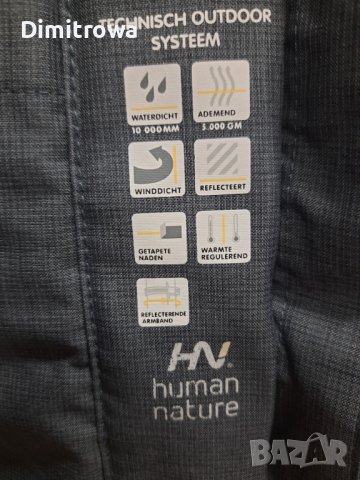 Dimitrowa
TECHNISCH OUTDOOR
SYSTEEM
WATERDICHT
10 000 MM
ADEMEND
5.000 GM
WINDDICHT
REFLECTEERT
GETAPETE
NADEN
WARMTE
REGULEREND
REFLECTERENDE
ARMBAND
HN.
human
nature
BAZAR